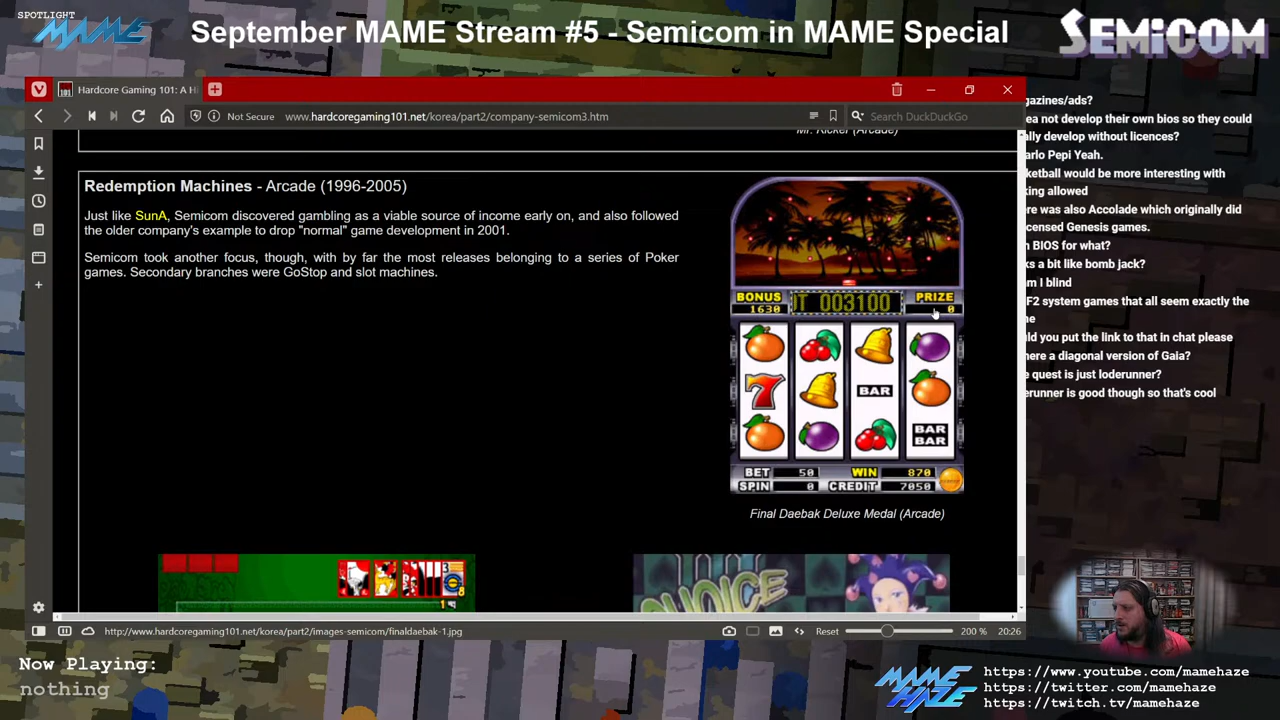 SPOTLIGHT
MAME
September MAME Stream #5 - Semicom in MAME Special
SEMICOM
Hardcore Gaming 101: A Hi
Not Secure
www.hardcoregaming101.net/korea/part2/company-semicom3.htm
Search DuckDuckGo
Mr. Kicker (Arcade)
Redemption Machines - Arcade (1996-2005)
Just like SunA, Semicom discovered gambling as a viable source of income early on, and also followed
the older company's example to drop "normal" game development in 2001.
Semicom took another focus, though, with by far the most releases belonging to a series of Poker
games. Secondary branches were GoStop and slot machines.
BONUS
1630
IT 003100
PRIZE
0
7
BAR
BAR
BAR
BET 50 WIN 870
SPIN 0 CREDIT 7050
Final Daebak Deluxe Medal (Arcade)
CHOICE
http://www.hardcoregaming101.net/korea/part2/images-semicom/finaldaebak-1.jpg
Reset
200 %
20:26
gazines/ads?
ea not develop their own bios so they could
lly develop without licences?
ario Pepi Yeah.
ketball would be more interesting with
king allowed
ere was also Accolade which originally did
censed Genesis games.
n BIOS for what?
ks a bit like bomb jack?
m I blind
F2 system games that all seem exactly the
ne
ld you put the link to that in chat please
here a diagonal version of Gaia?
e quest is just loderunner?
erunner is good though so that's cool
Now Playing:
nothing
MAME
HAZE
https://www.youtube.com/mamehaze
https://twitter.com/mamehaze
https://twitch.tv/mamehaze